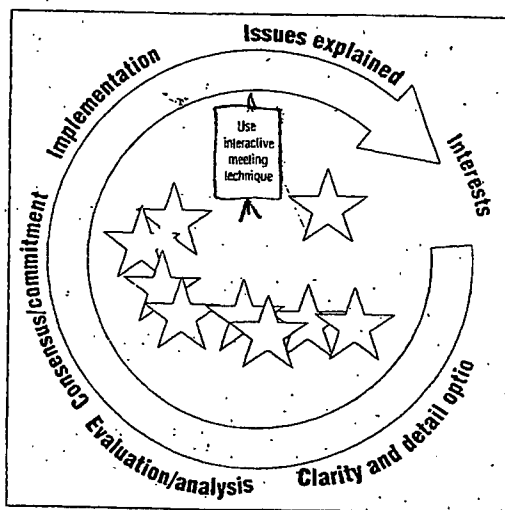 Issues explained
Interests
Clarity and detail optio
Evaluation/analysis
Consensus/commitment
Implementation
Use
interactive
meeting
technique